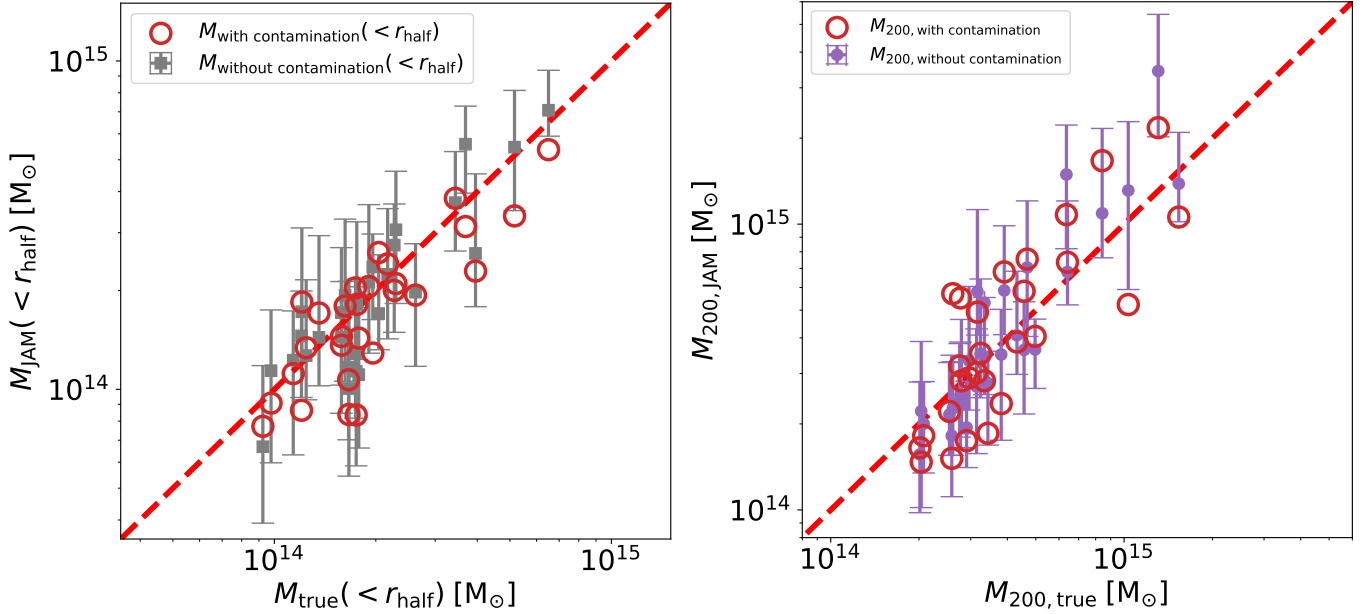 M_with contamination(< r_half)
M_without contamination(< r_half)
10^15
10^14
M_JAM(< r_half) [M_⊙]
10^14
10^15
M_true(< r_half) [M_⊙]
M_200, with contamination
M_200, without contamination
10^15
10^14
M_200, JAM [M_⊙]
10^14
10^15
M_200, true [M_⊙]